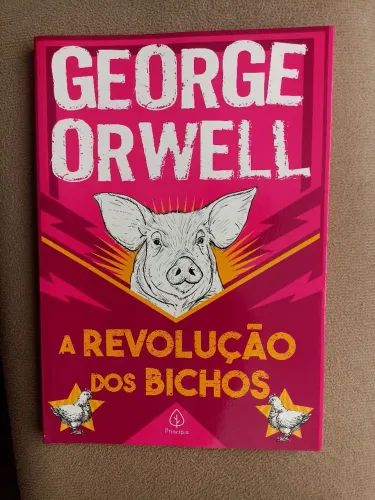 GEORGE
ORWELL
A REVOLUÇÃO
DOS BICHOS
Principis